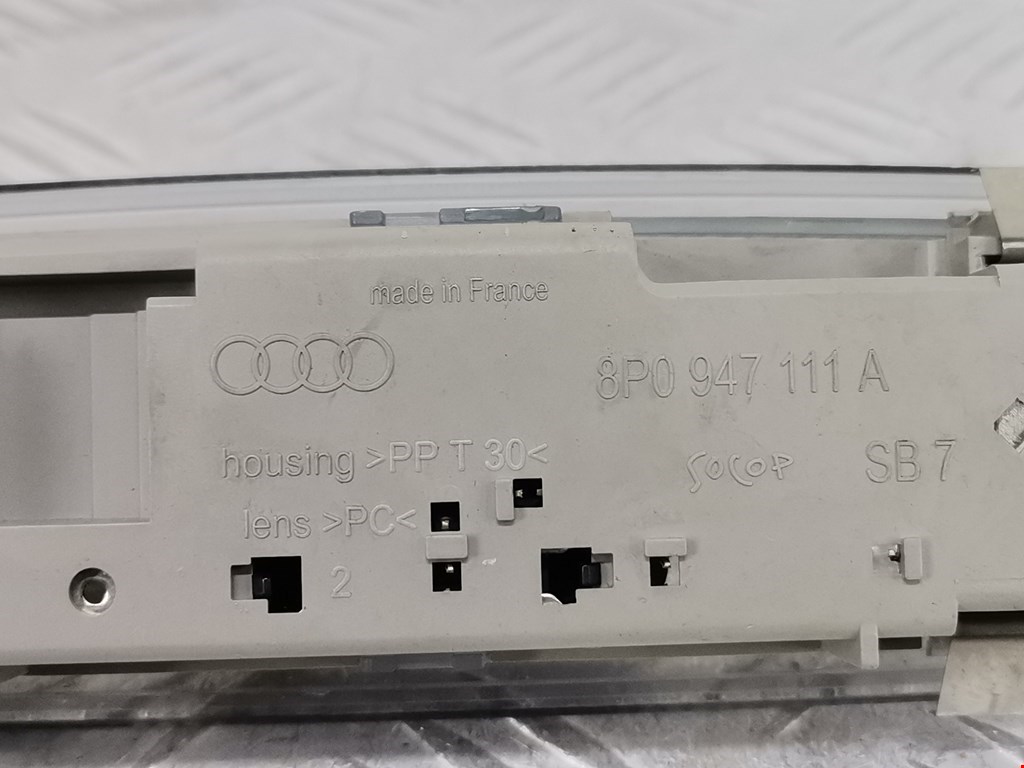 made in France
8P0 947 111 A
housing >PP T 30<
SOCOP
SB 7
lens >PC<
2